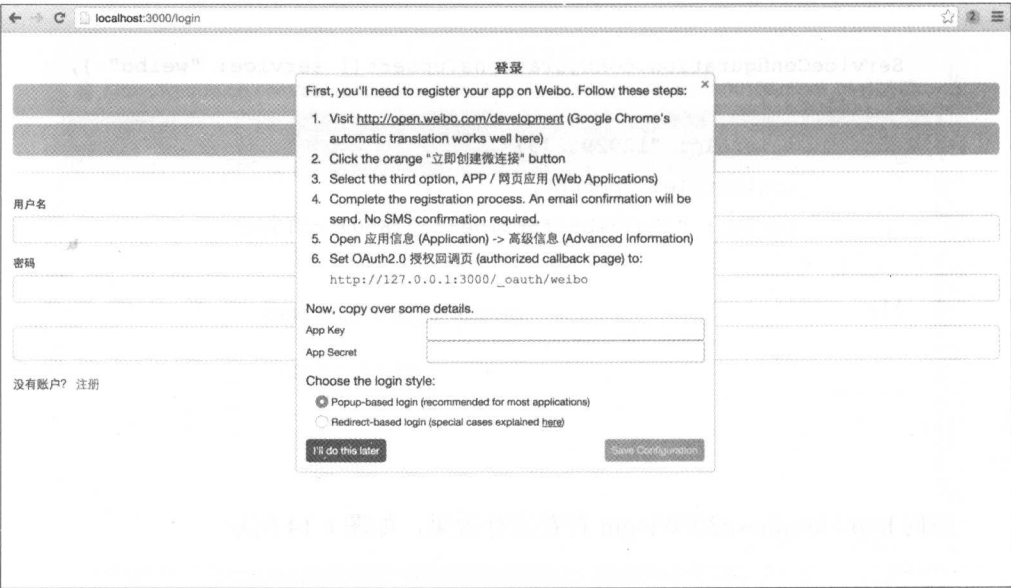 localhost:3000/login
2
登录
×
First, you'll need to register your app on Weibo. Follow these steps:
1. Visit http://open.weibo.com/development (Google Chrome's
automatic translation works well here)
2. Click the orange "立即创建微连接" button
3. Select the third option, APP / 网页应用 (Web Applications)
4. Complete the registration process. An email confirmation will be
send. No SMS confirmation required.
5. Open 应用信息 (Application) -> 高级信息 (Advanced Information)
6. Set OAuth2.0 授权回调页 (authorized callback page) to:
http://127.0.0.1:3000/_oauth/weibo
用户名
密码
没有账户? 注册
Now, copy over some details.
App Key
App Secret
Choose the login style:
Popup-based login (recommended for most applications)
Redirect-based login (special cases explained here)
I'll do this later
Save Configuration